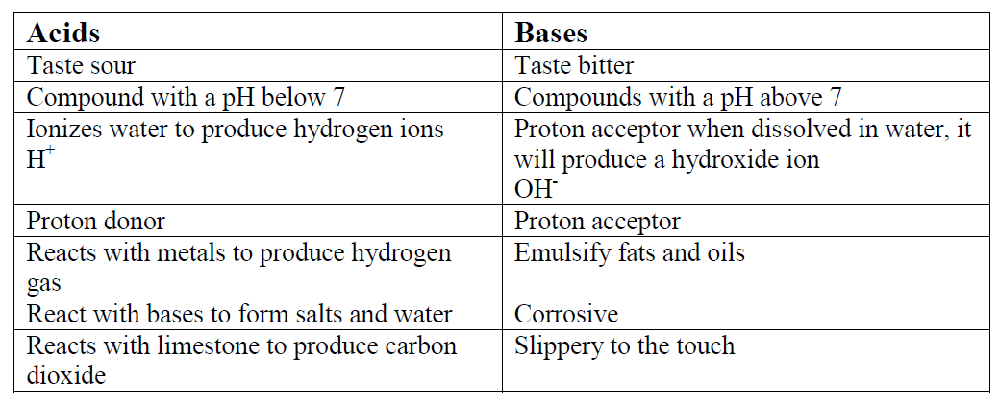 Acids
Bases
Taste sour
Taste bitter
Compound with a pH below 7
Compounds with a pH above 7
Ionizes water to produce hydrogen ions
H⁺
Proton acceptor when dissolved in water, it
will produce a hydroxide ion
OH⁻
Proton donor
Proton acceptor
Reacts with metals to produce hydrogen
gas
Emulsify fats and oils
React with bases to form salts and water
Corrosive
Reacts with limestone to produce carbon
dioxide
Slippery to the touch